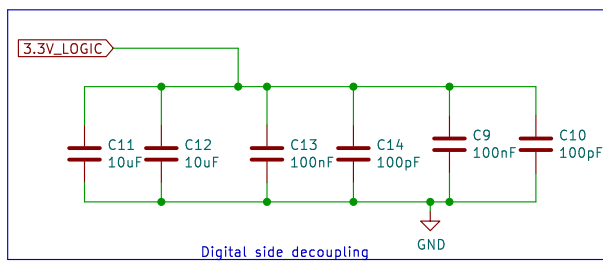 3.3V_LOGIC
C11
10uF
C12
10uF
C13
100nF
C14
100pF
C9
100nF
C10
100pF
GND
Digital side decoupling